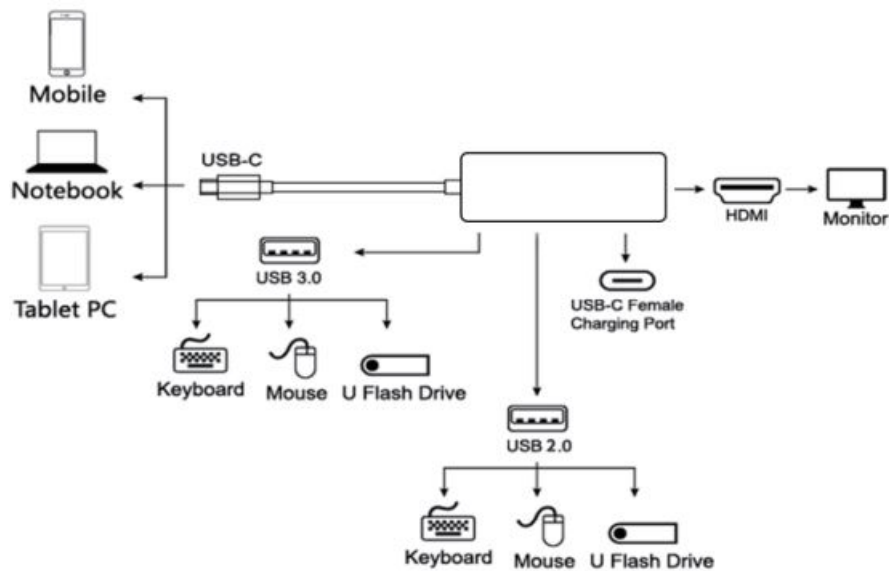 Mobile
Notebook
Tablet PC
USB-C
HDMI
Monitor
USB 3.0
Keyboard
Mouse
U Flash Drive
USB-C Female
Charging Port
USB 2.0
Keyboard
Mouse
U Flash Drive